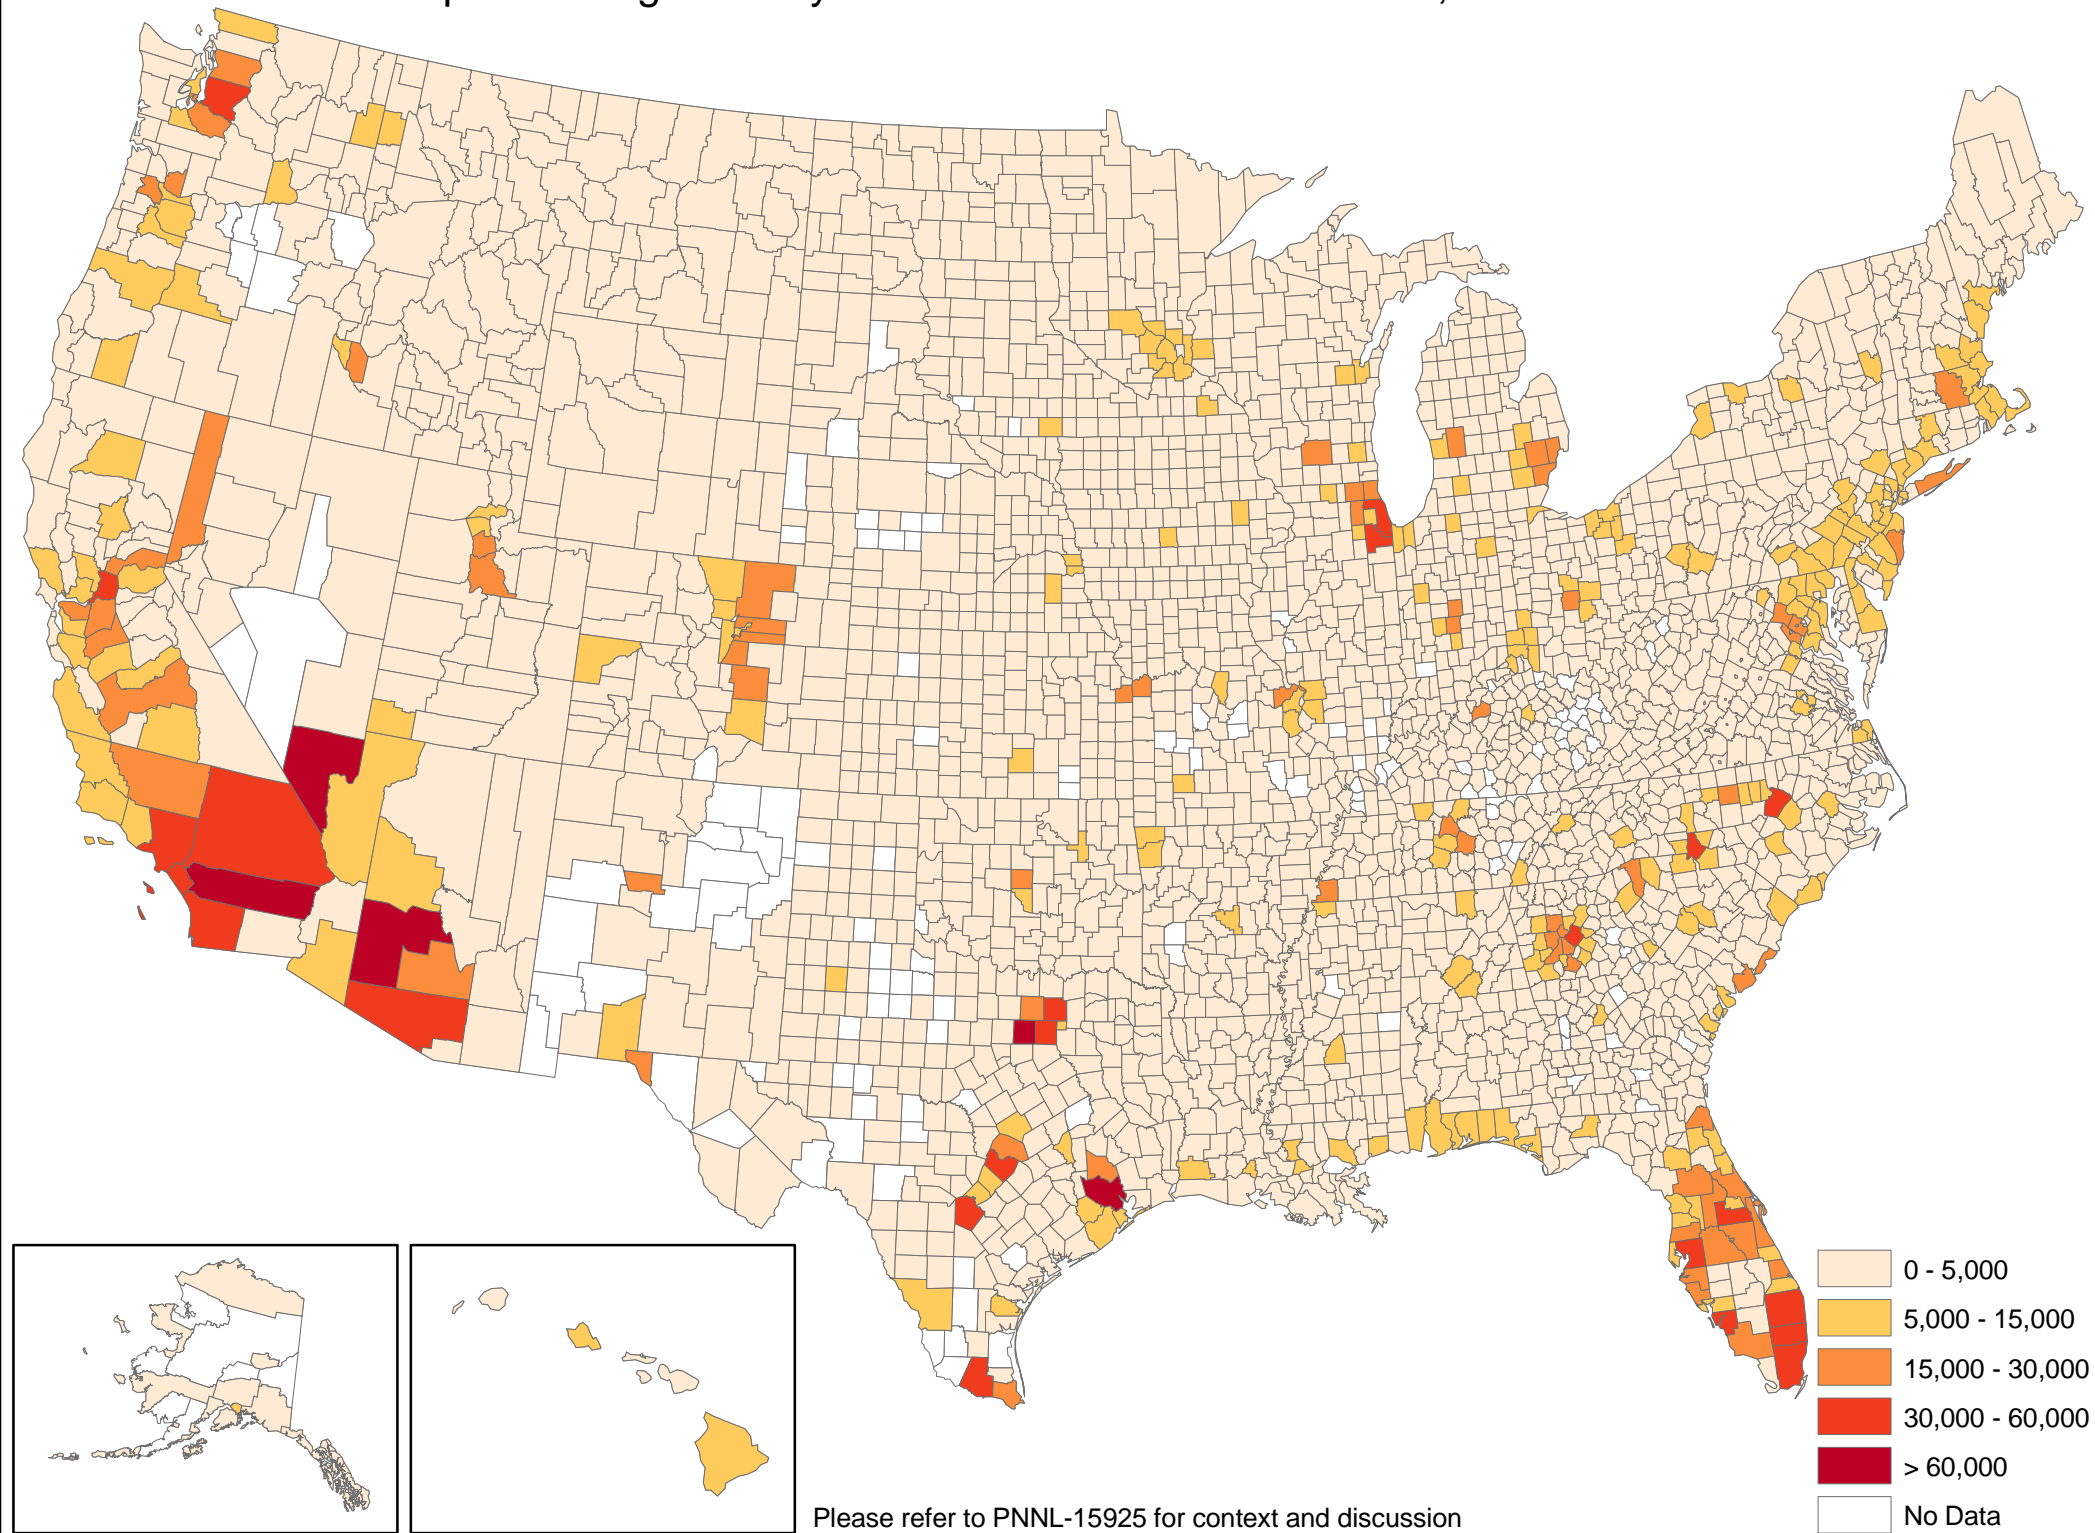 0 - 5,000
5,000 - 15,000
15,000 - 30,000
30,000 - 60,000
> 60,000
No Data
Please refer to PNNL-15925 for context and discussion